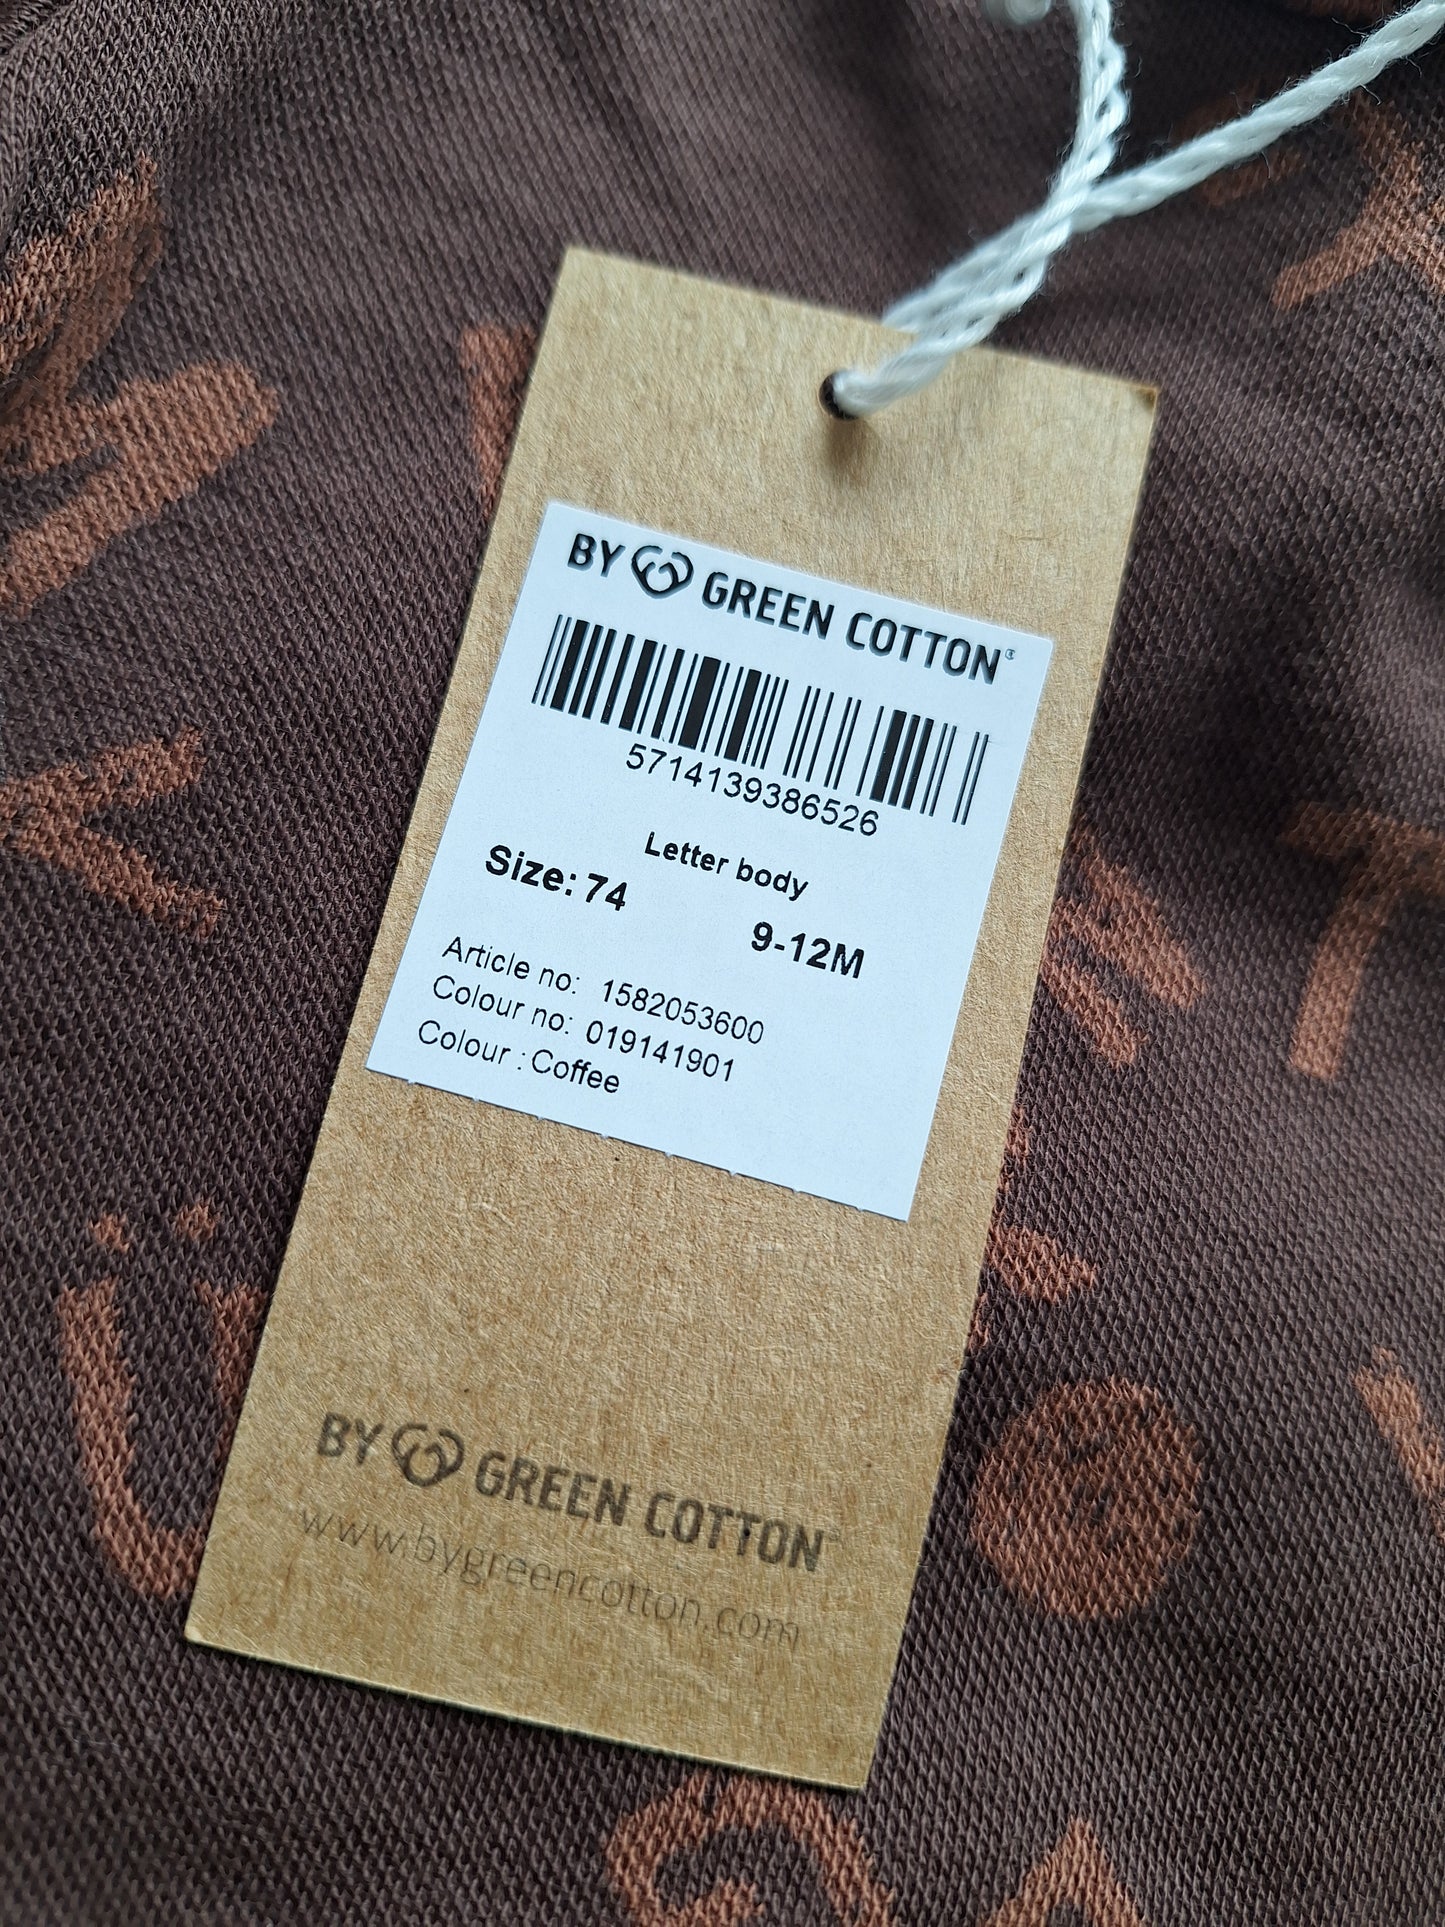 BY GREEN COTTON®
5714139386526
Letter body
Size: 74 9-12M
Article no: 1582053600
Colour no: 019141901
Colour : Coffee
BY GREEN COTTON
www.bygreencotton.com